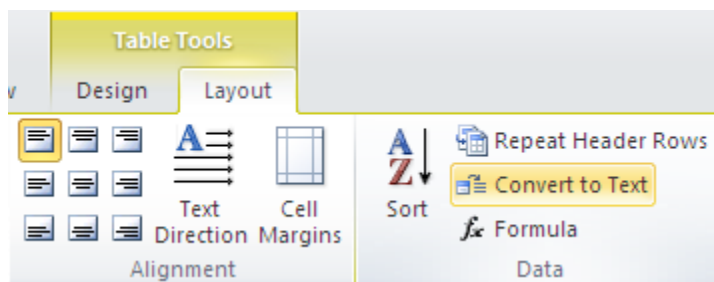 Table Tools
Design Layout
Repeat Header Rows
Convert to Text
Text Direction
Cell Margins
Sort
Formula
Alignment
Data